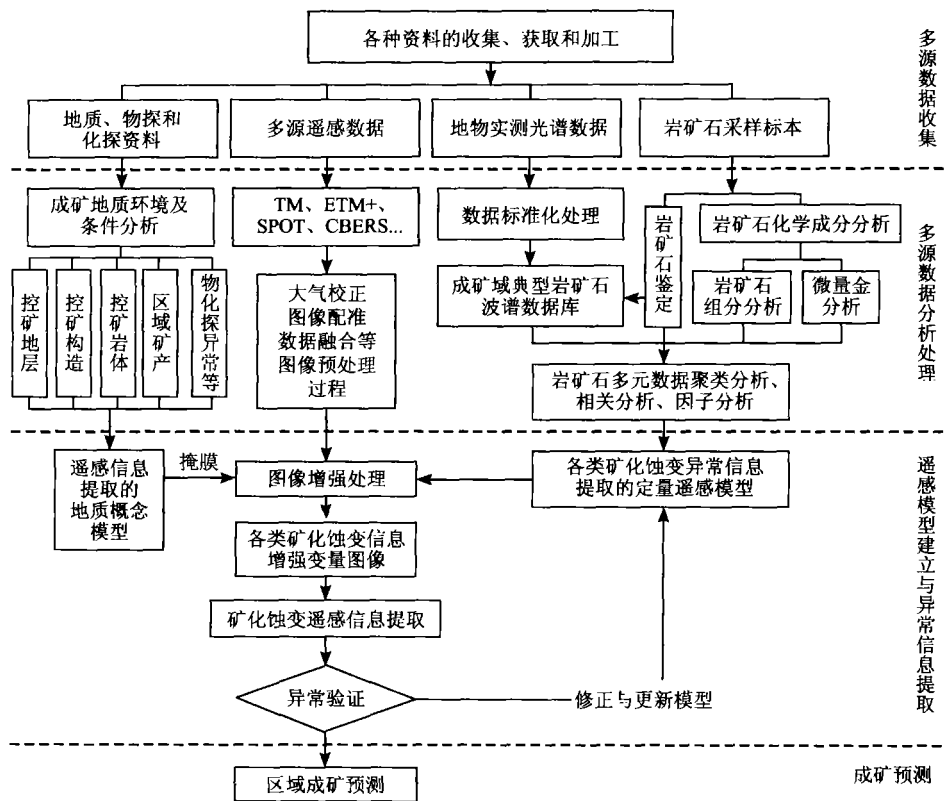 各种资料的收集、获取和加工
多源数据收集
地质、物探和
化探资料
多源遥感数据
地物实测光谱数据
岩矿石采样标本
成矿地质环境及
条件分析
TM、ETM+、
SPOT、CBERS...
数据标准化处理
岩矿石鉴定
岩矿石化学成分分析
多源数据分析处理
控矿地层
控矿构造
控矿岩体
区域矿产
物化探异常等
大气校正
图像配准
数据融合等
图像预处理
过程
成矿域典型岩矿石
波谱数据库
岩矿石
组分分析
微量金
分析
岩矿石多元数据聚类分析、
相关分析、因子分析
遥感信息
提取的
地质概念
模型
掩膜
图像增强处理
各类矿化蚀变异常信息
提取的定量遥感模型
遥感模型建立与异常信息提取
各类矿化蚀变信息
增强变量图像
矿化蚀变遥感信息提取
异常验证
修正与更新模型
区域成矿预测
成矿预测